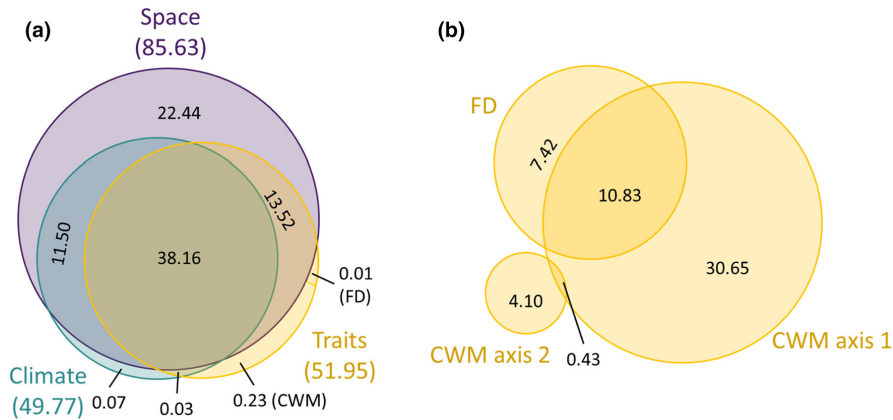 (a)
Space
(85.63)
22.44
11.50
13.52
38.16
0.01
(FD)
Traits
(51.95)
Climate
(49.77)
0.07
0.03
0.23 (CWM)
(b)
FD
7.42
10.83
30.65
4.10
CWM axis 2
0.43
CWM axis 1